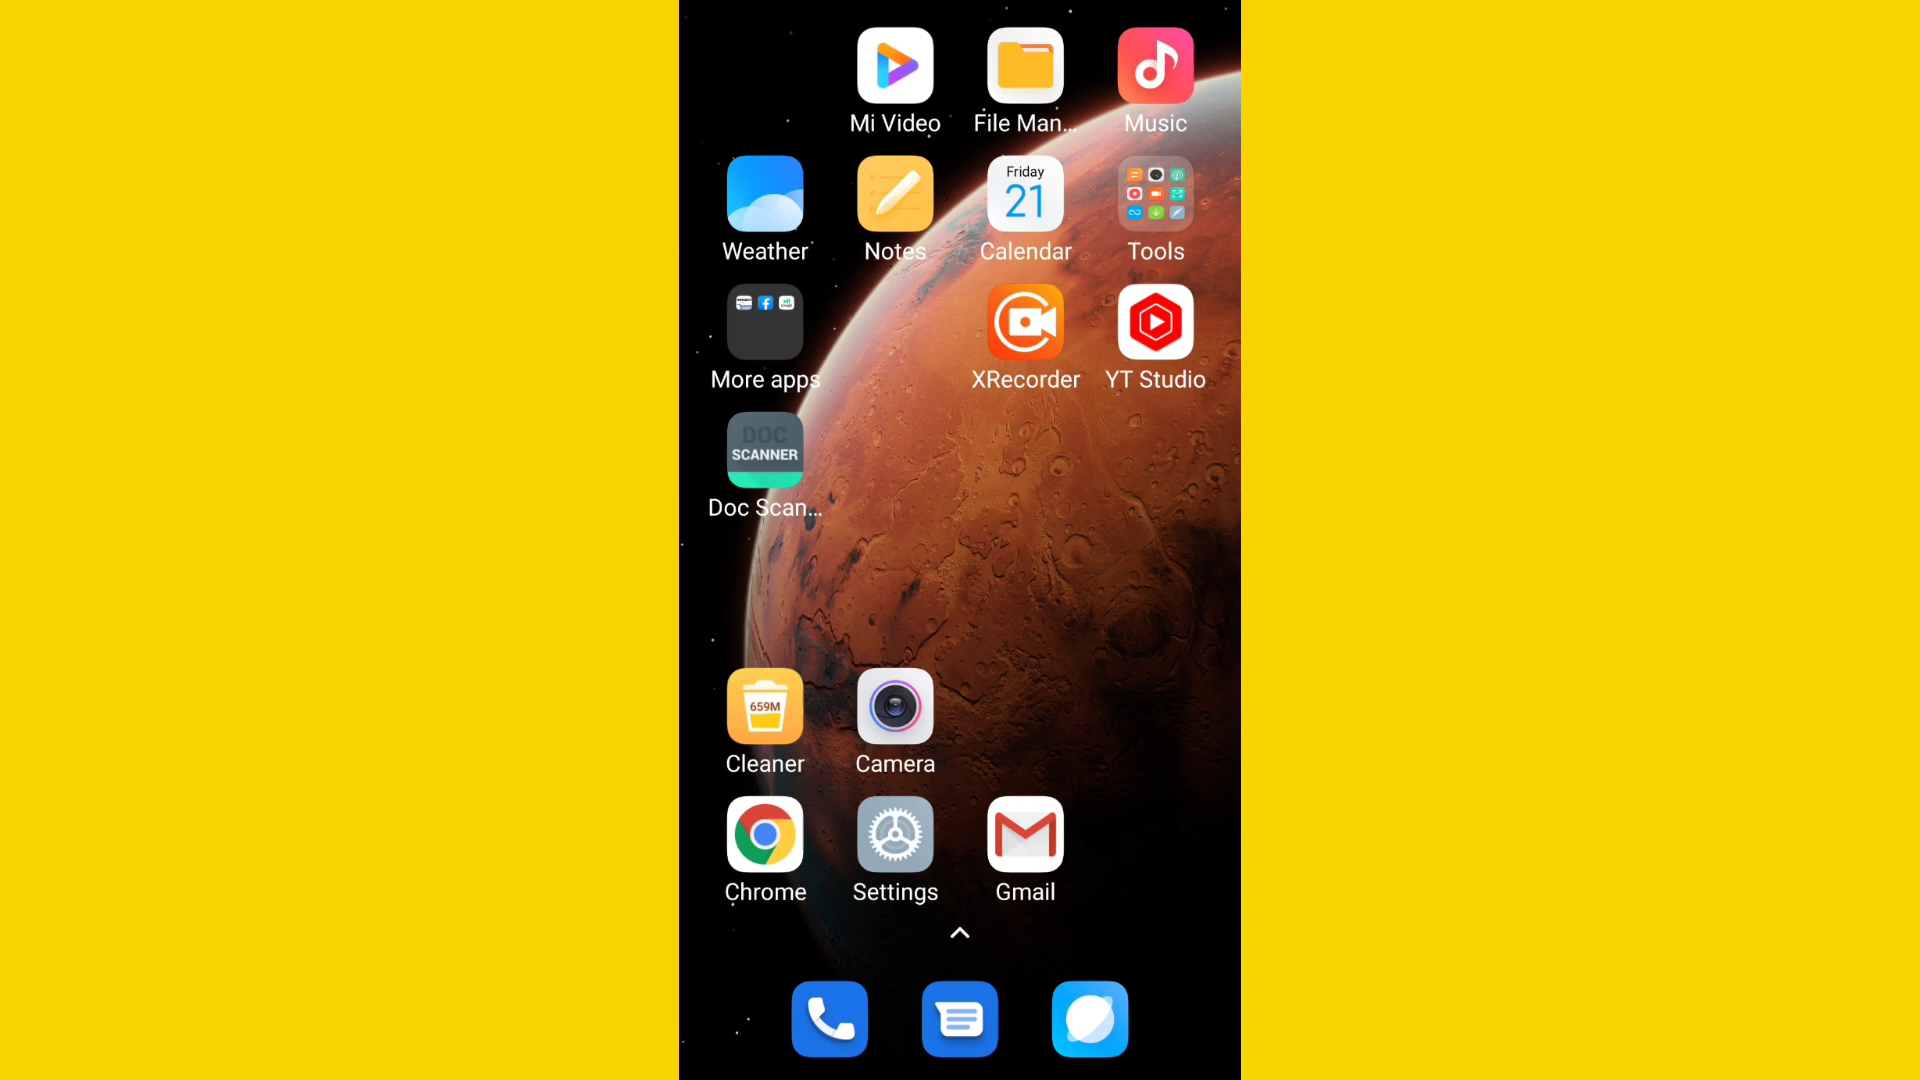 Mi Video
File Man...
Music
Friday
21
Weather
Notes
Calendar
Tools
More apps
XRecorder
YT Studio
DOC
SCANNER
Doc Scan...
659M
Cleaner
Camera
Chrome
Settings
Gmail